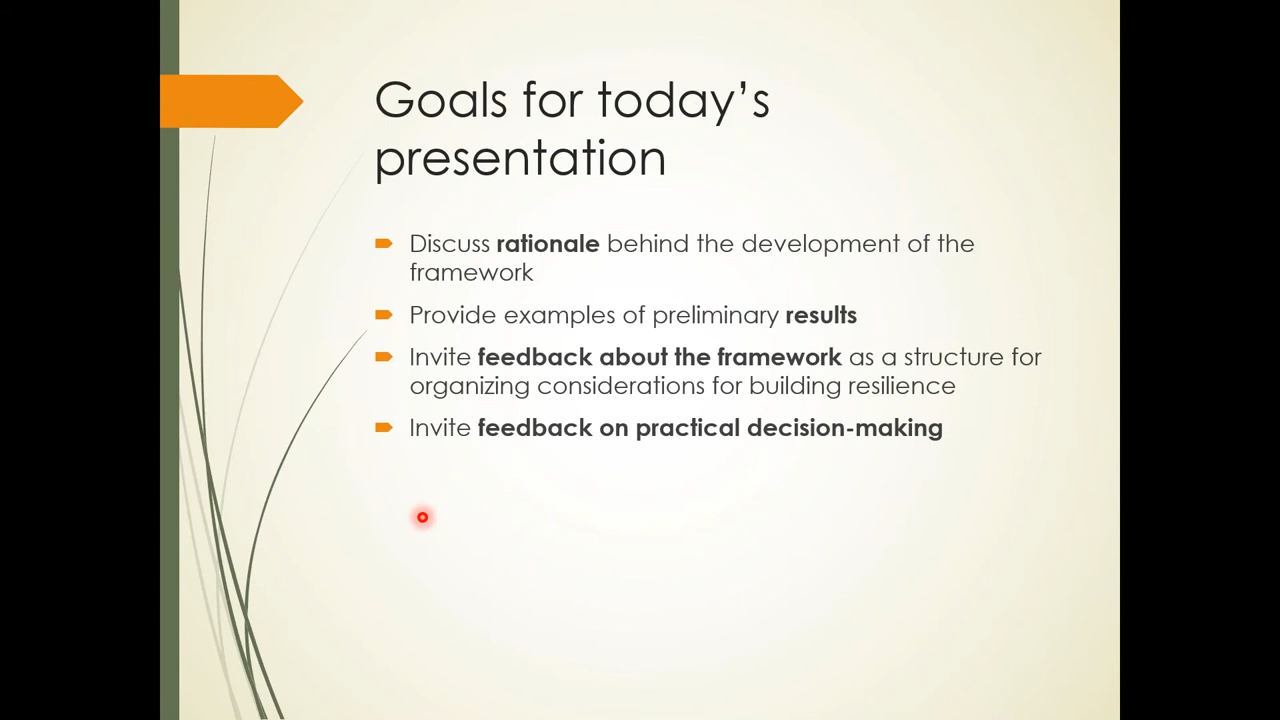 Goals for today’s
presentation
Discuss rationale behind the development of the
framework
Provide examples of preliminary results
Invite feedback about the framework as a structure for
organizing considerations for building resilience
Invite feedback on practical decision-making